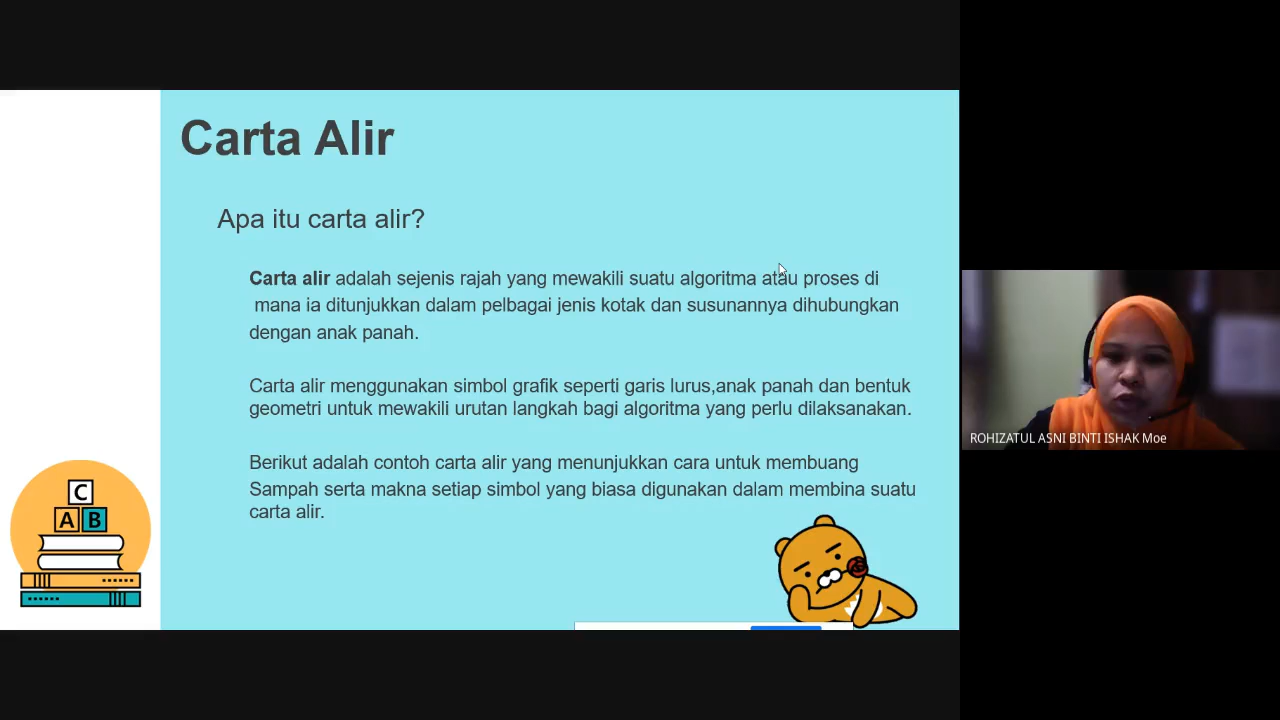 Carta Alir
Apa itu carta alir?
Carta alir adalah sejenis rajah yang mewakili suatu algoritma atau proses di
mana ia ditunjukkan dalam pelbagai jenis kotak dan susunannya dihubungkan
dengan anak panah.
Carta alir menggunakan simbol grafik seperti garis lurus,anak panah dan bentuk
geometri untuk mewakili urutan langkah bagi algoritma yang perlu dilaksanakan.
Berikut adalah contoh carta alir yang menunjukkan cara untuk membuang
Sampah serta makna setiap simbol yang biasa digunakan dalam membina suatu
carta alir.
C
A B
ROHIZATUL ASNI BINTI ISHAK Moe